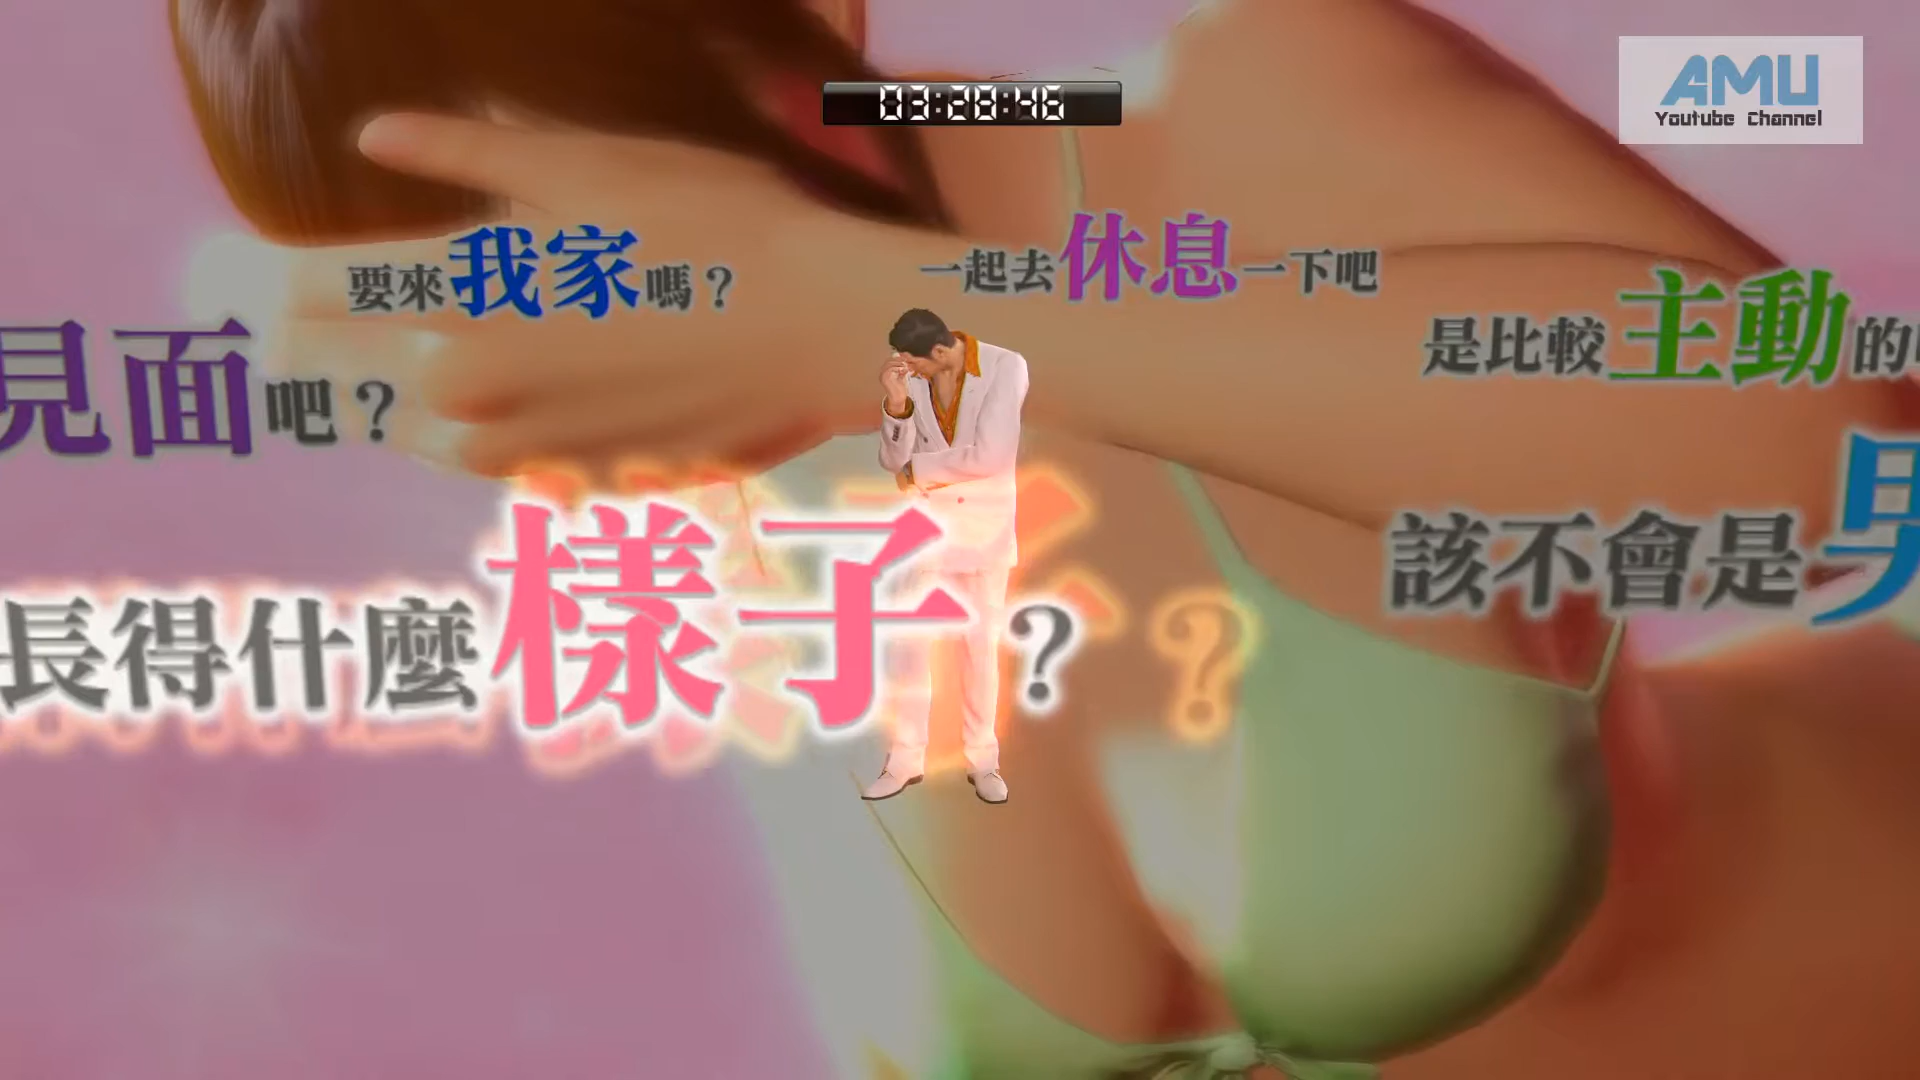 AMU
Youtube Channel
03:28:46
要來我家嗎？
一起去休息一下吧
是比較主動的
見面吧？
該不會是男
長得什麼樣子？
？